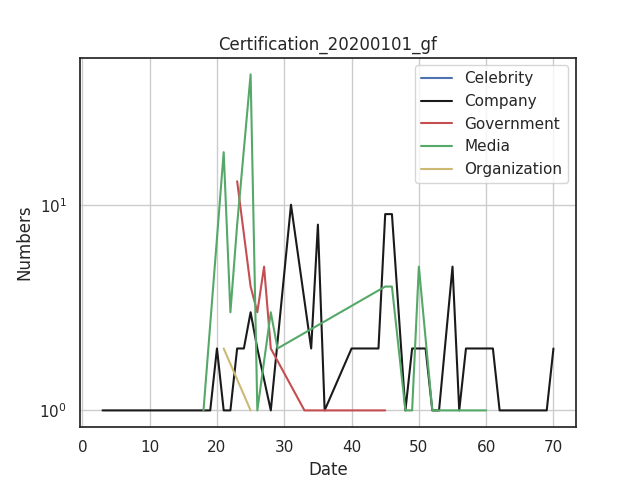 Certification_20200101_gf
Celebrity
Company
Government
Media
Organization
Numbers
10¹
10⁰
0 10 20 30 40 50 60 70
Date